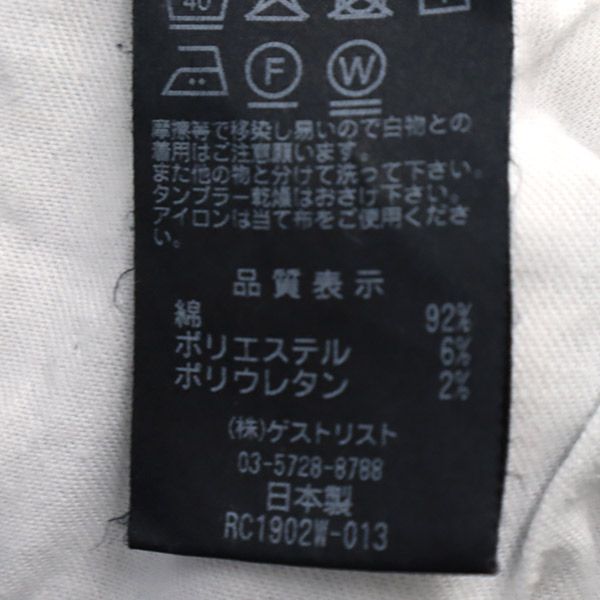 40
F W
摩擦等で移染し易いので白物との
着用はご注意願います。
また他の物と分けて洗って下さい。
タンブラー乾燥はおさけ下さい。
アイロンは当て布をご使用くださ
い。
品質表示
綿 92%
ポリエステル 6%
ポリウレタン 2%
(株)ゲストリスト
03-5728-8788
日本製
RC1902W-013